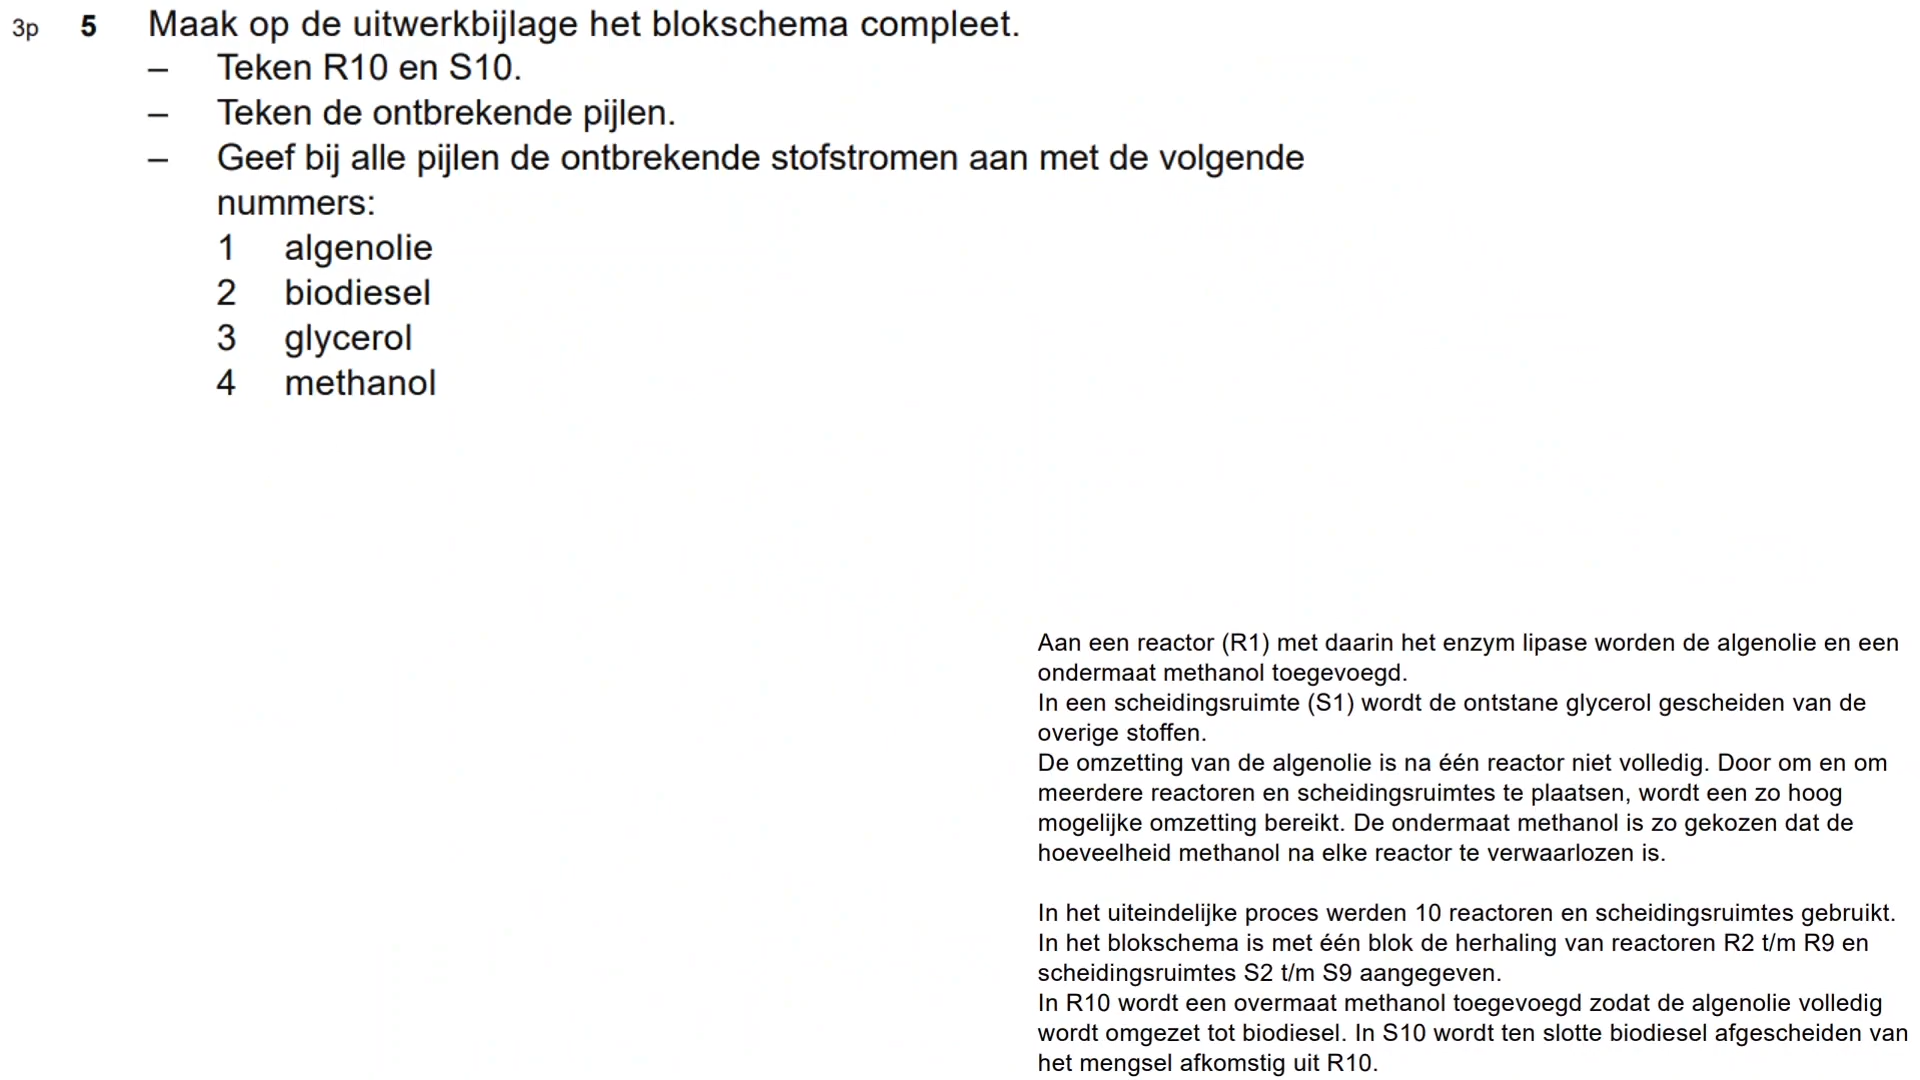 3p 5 Maak op de uitwerkbijlage het blokschema compleet.
– Teken R10 en S10.
– Teken de ontbrekende pijlen.
– Geef bij alle pijlen de ontbrekende stofstromen aan met de volgende
nummers:
1 algenolie
2 biodiesel
3 glycerol
4 methanol
Aan een reactor (R1) met daarin het enzym lipase worden de algenolie en een
ondermaat methanol toegevoegd.
In een scheidingsruimte (S1) wordt de ontstane glycerol gescheiden van de
overige stoffen.
De omzetting van de algenolie is na één reactor niet volledig. Door om en om
meerdere reactoren en scheidingsruimtes te plaatsen, wordt een zo hoog
mogelijke omzetting bereikt. De ondermaat methanol is zo gekozen dat de
hoeveelheid methanol na elke reactor te verwaarlozen is.
In het uiteindelijke proces werden 10 reactoren en scheidingsruimtes gebruikt.
In het blokschema is met één blok de herhaling van reactoren R2 t/m R9 en
scheidingsruimtes S2 t/m S9 aangegeven.
In R10 wordt een overmaat methanol toegevoegd zodat de algenolie volledig
wordt omgezet tot biodiesel. In S10 wordt ten slotte biodiesel afgescheiden van
het mengsel afkomstig uit R10.